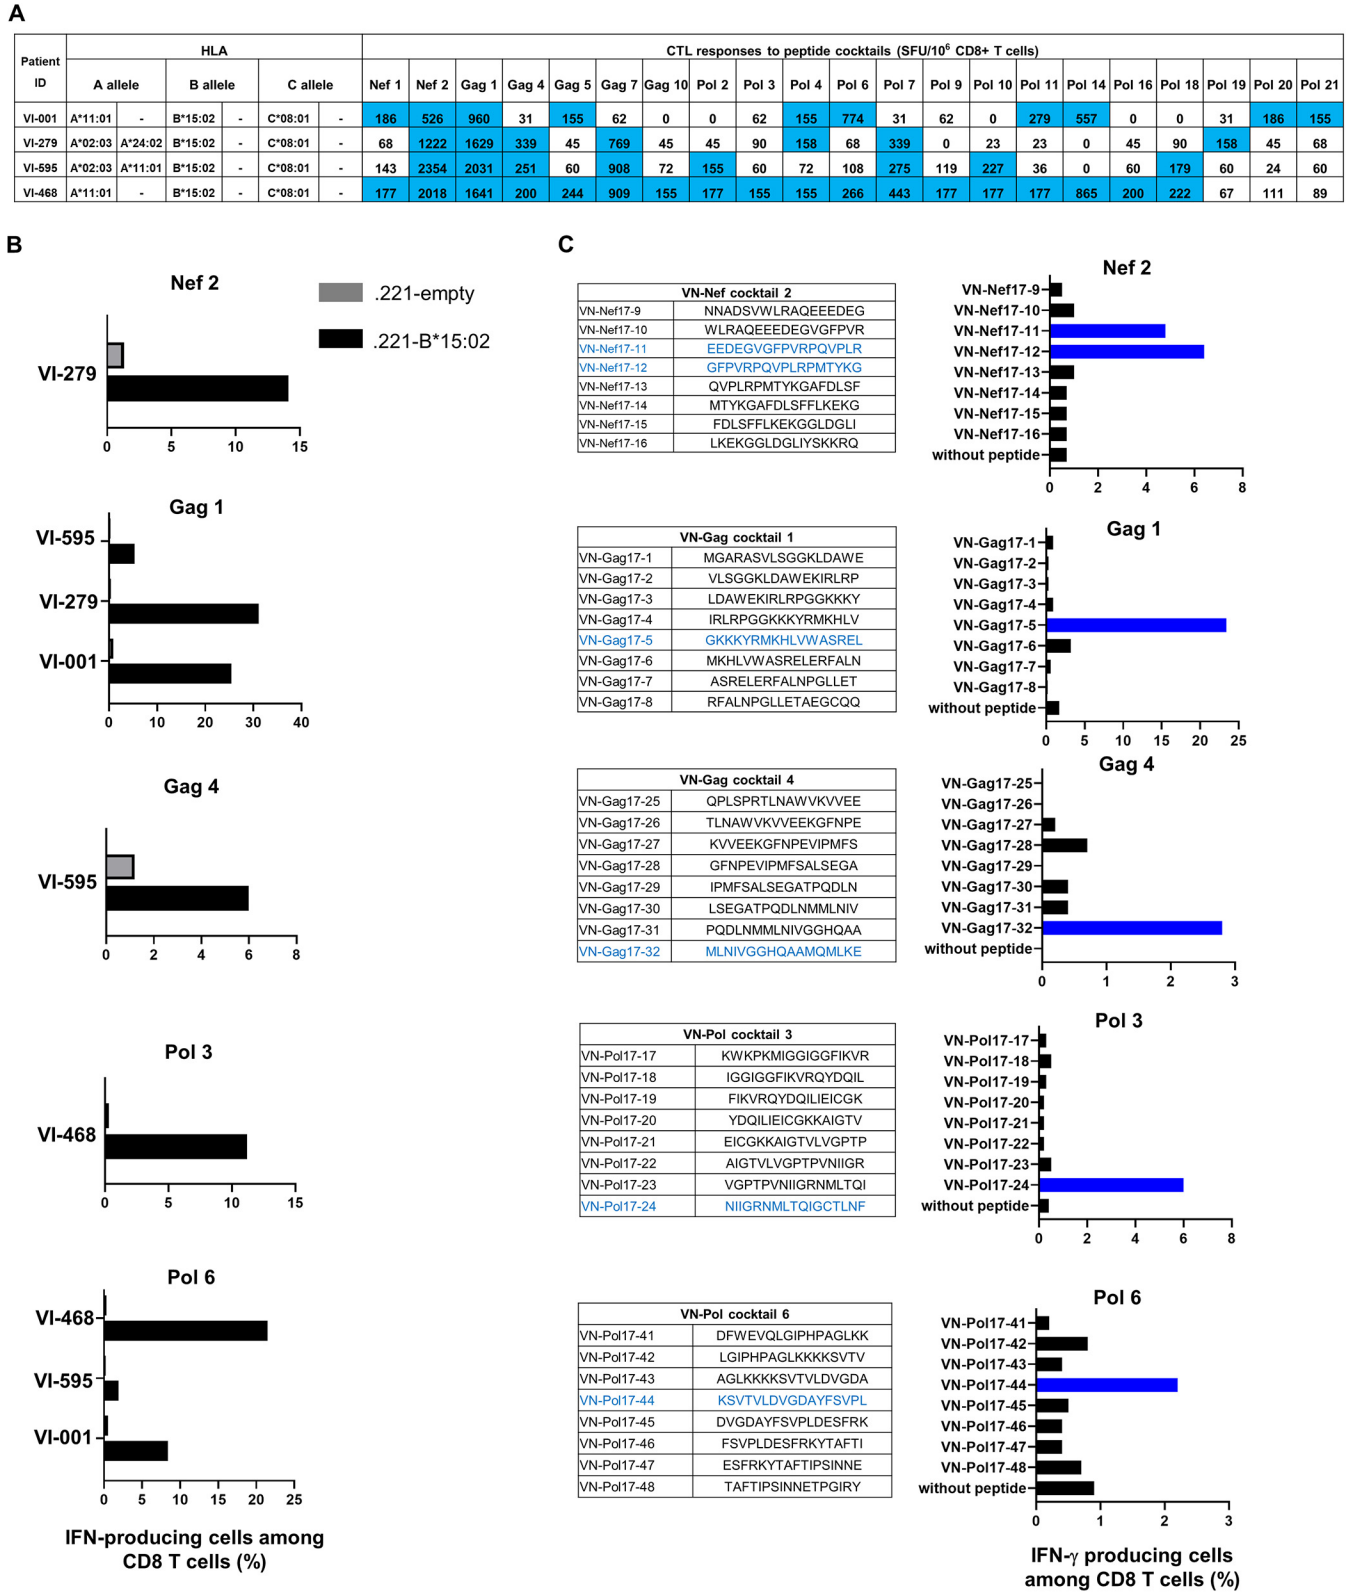 A
Patient ID HLA CTL responses to peptide cocktails (SFU/10⁶ CD8+ T cells)
A allele B allele - C allele - Nef 1 Nef 2 Gag 1 Gag 4 Gag 5 Gag 7 Gag 10 Pol 2 Pol 3 Pol 4 Pol 6 Pol 7 Pol 9 Pol 10 Pol 11 Pol 14 Pol 16 Pol 18 Pol 19 Pol 20 Pol 21
VI-001 A*11:01 - B*15:02 - C*08:01 - 186 526 960 31 155 62 0 0 62 155 774 31 62 0 279 557 0 0 31 186 155
VI-279 A*02:03 A*24:02 B*15:02 - C*08:01 - 68 1222 1629 339 45 769 45 45 90 158 68 339 0 23 23 0 45 90 158 45 68
VI-595 A*02:03 A*11:01 B*15:02 - C*08:01 - 143 2354 2031 251 60 908 72 155 60 72 108 275 119 227 36 0 60 179 60 24 60
VI-468 A*11:01 - B*15:02 - C*08:01 - 177 2018 1641 200 244 909 155 177 155 155 266 443 177 177 177 865 200 222 67 111 89
B
Nef 2
.221-empty
.221-B*15:02
VI-279
0 5 10 15
Gag 1
VI-595
VI-279
VI-001
0 10 20 30 40
Gag 4
VI-595
0 2 4 6 8
Pol 3
VI-468
0 5 10 15
Pol 6
VI-468
VI-595
VI-001
0 5 10 15 20 25
IFN-producing cells among
CD8 T cells (%)
C
VN-Nef cocktail 2
VN-Nef17-9 NNADSVWLRAQEEEDEG
VN-Nef17-10 WLRAQEEEDEGVGFPVR
VN-Nef17-11 EEDEGVGFPVRPQVPLR
VN-Nef17-12 GFPVRPQVPLRPMTYKG
VN-Nef17-13 QVPLRPMTYKGAFDLSF
VN-Nef17-14 MTYKGAFDLSFFLKEKG
VN-Nef17-15 FDLSFFLKEKGGLDGLI
VN-Nef17-16 LKEKGGLDGLIYSKKRQ
Nef 2
VN-Nef17-9
VN-Nef17-10
VN-Nef17-11
VN-Nef17-12
VN-Nef17-13
VN-Nef17-14
VN-Nef17-15
VN-Nef17-16
without peptide
0 2 4 6 8
VN-Gag cocktail 1
VN-Gag17-1 MGARASVLSGGKLDAWE
VN-Gag17-2 VLSGGKLDAWEKIRLRP
VN-Gag17-3 LDAWEKIRLRPGGKKKY
VN-Gag17-4 IRLRPGGKKKYRMKHLV
VN-Gag17-5 GKKKYRMKHLVWASREL
VN-Gag17-6 MKHLVWASRELERFALN
VN-Gag17-7 ASRELERFALNPGLLET
VN-Gag17-8 RFALNPGLLETAEGCQQ
Gag 1
VN-Gag17-1
VN-Gag17-2
VN-Gag17-3
VN-Gag17-4
VN-Gag17-5
VN-Gag17-6
VN-Gag17-7
VN-Gag17-8
without peptide
0 5 10 15 20 25
VN-Gag cocktail 4
VN-Gag17-25 QPLSPRTLNAWVKVVEE
VN-Gag17-26 TLNAWVKVVEEKGFNPE
VN-Gag17-27 KVVEEKGFNPEVIPMFS
VN-Gag17-28 GFNPEVIPMFSALSEGA
VN-Gag17-29 IPMFSALSEGATPQDLN
VN-Gag17-30 LSEGATPQDLNMMLNIV
VN-Gag17-31 PQDLNMMLNIVGGHQAA
VN-Gag17-32 MLNIVGGHQAAMQMLKE
Gag 4
VN-Gag17-25
VN-Gag17-26
VN-Gag17-27
VN-Gag17-28
VN-Gag17-29
VN-Gag17-30
VN-Gag17-31
VN-Gag17-32
without peptide
0 1 2 3
VN-Pol cocktail 3
VN-Pol17-17 KWKPKMIGGIGGFIKVR
VN-Pol17-18 IGGIGGFIKVRQYDQIL
VN-Pol17-19 FIKVRQYDQILIEICGK
VN-Pol17-20 YDQILIEICGKKAIGTV
VN-Pol17-21 EICGKKAIGTVLVGPTP
VN-Pol17-22 AIGTVLVGPTPVNIIGR
VN-Pol17-23 VGPTPVNIIGRNMLTQI
VN-Pol17-24 NIIGRNMLTQIGCTLNF
Pol 3
VN-Pol17-17
VN-Pol17-18
VN-Pol17-19
VN-Pol17-20
VN-Pol17-21
VN-Pol17-22
VN-Pol17-23
VN-Pol17-24
without peptide
0 2 4 6 8
VN-Pol cocktail 6
VN-Pol17-41 DFWEVQLGIPHPAGLKK
VN-Pol17-42 LGIPHPAGLKKKKSVTV
VN-Pol17-43 AGLKKKKSVTVLDVGDA
VN-Pol17-44 KSVTVLDVGDAYFSVPL
VN-Pol17-45 DVGDAYFSVPLDESFRK
VN-Pol17-46 FSVPLDESFRKYTAFTI
VN-Pol17-47 ESFRKYTAFTIPSINNE
VN-Pol17-48 TAFTIPSINNETPGIRY
Pol 6
VN-Pol17-41
VN-Pol17-42
VN-Pol17-43
VN-Pol17-44
VN-Pol17-45
VN-Pol17-46
VN-Pol17-47
VN-Pol17-48
without peptide
0 1 2 3
IFN-γ producing cells
among CD8 T cells (%)